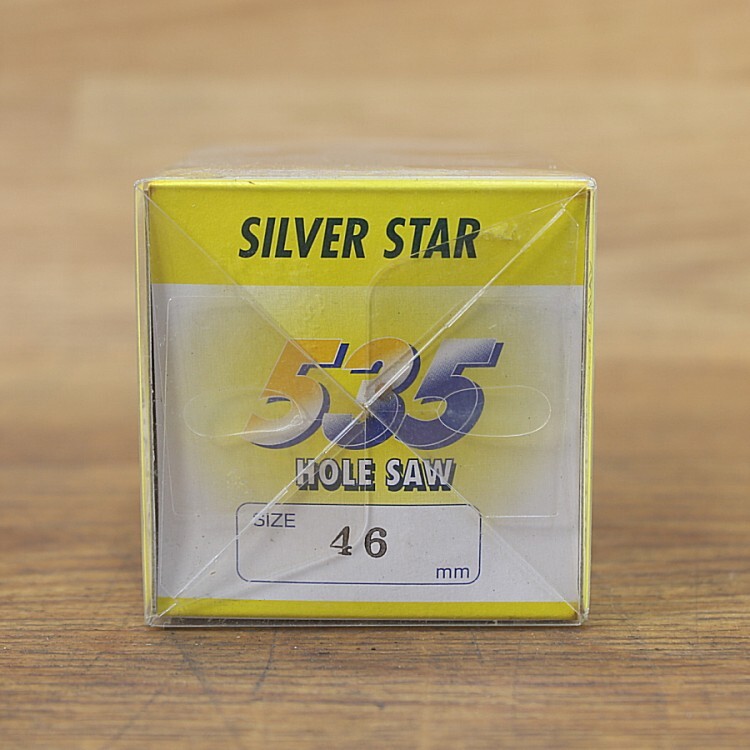 SILVER STAR
535
HOLE SAW
SIZE
46
mm